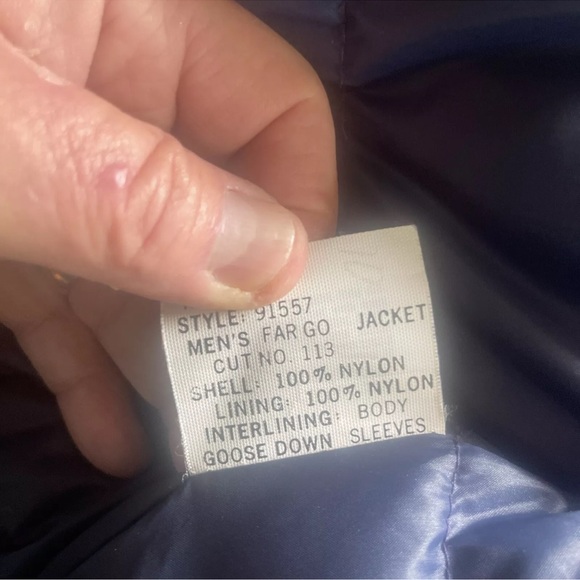 STYLE: 91557
MEN'S FAR GO JACKET
CUT NO. 113
SHELL: 100% NYLON
LINING: 100% NYLON
INTERLINING: BODY
GOOSE DOWN SLEEVES